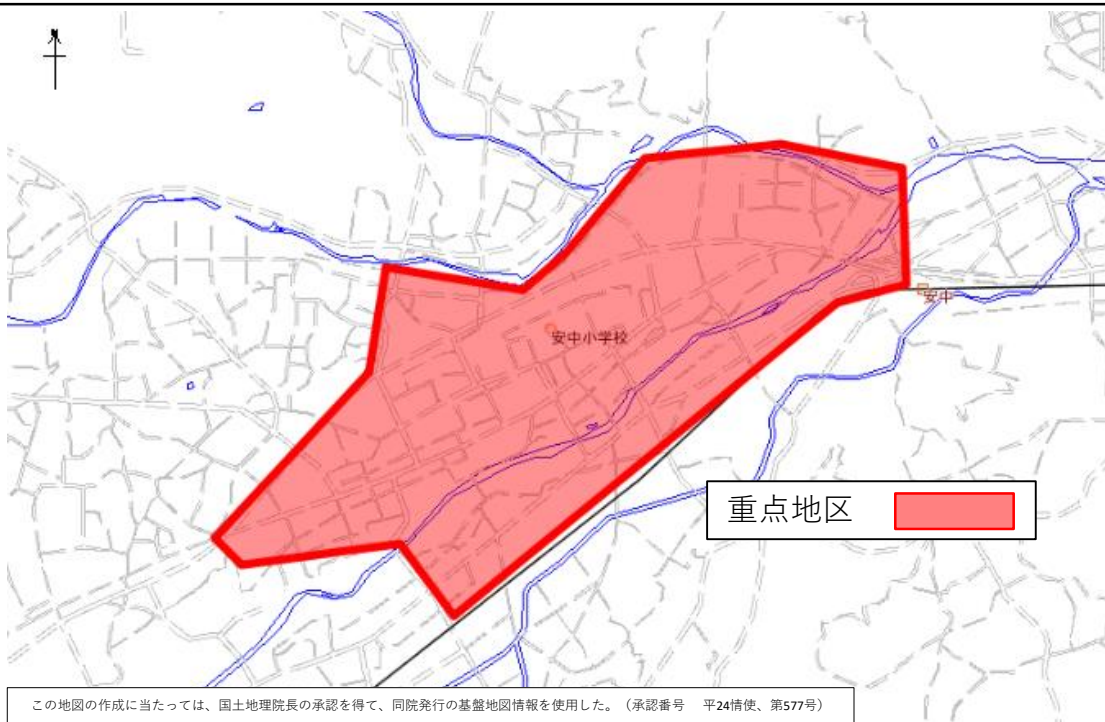 安中
安中小学校
重点地区
この地図の作成に当たっては、国土地理院長の承認を得て、同院発行の基盤地図情報を使用した。（承認番号　平24情使、第577号）